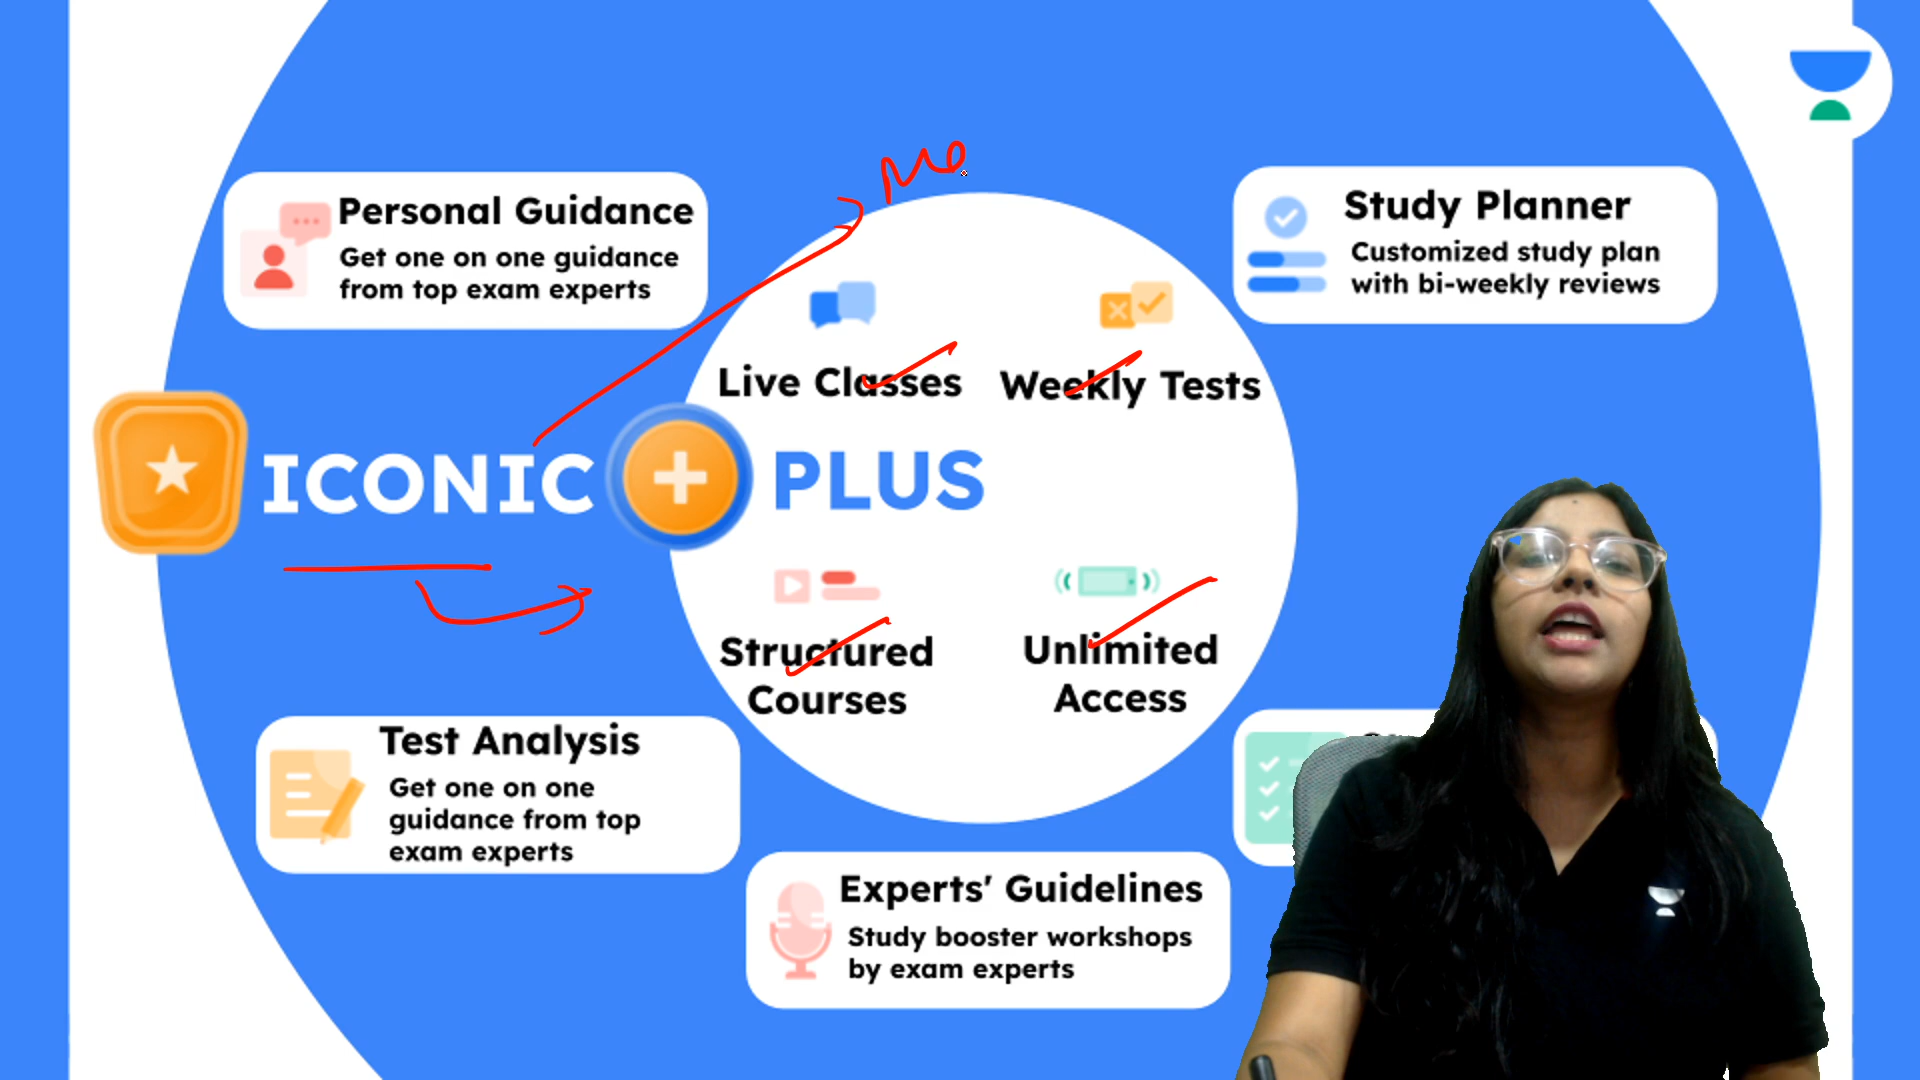 Me
Personal Guidance
Get one on one guidance
from top exam experts
Study Planner
Customized study plan
with bi-weekly reviews
Live Classes
Weekly Tests
ICONIC
PLUS
Structured
Courses
Unlimited
Access
Test Analysis
Get one on one
guidance from top
exam experts
Experts' Guidelines
Study booster workshops
by exam experts